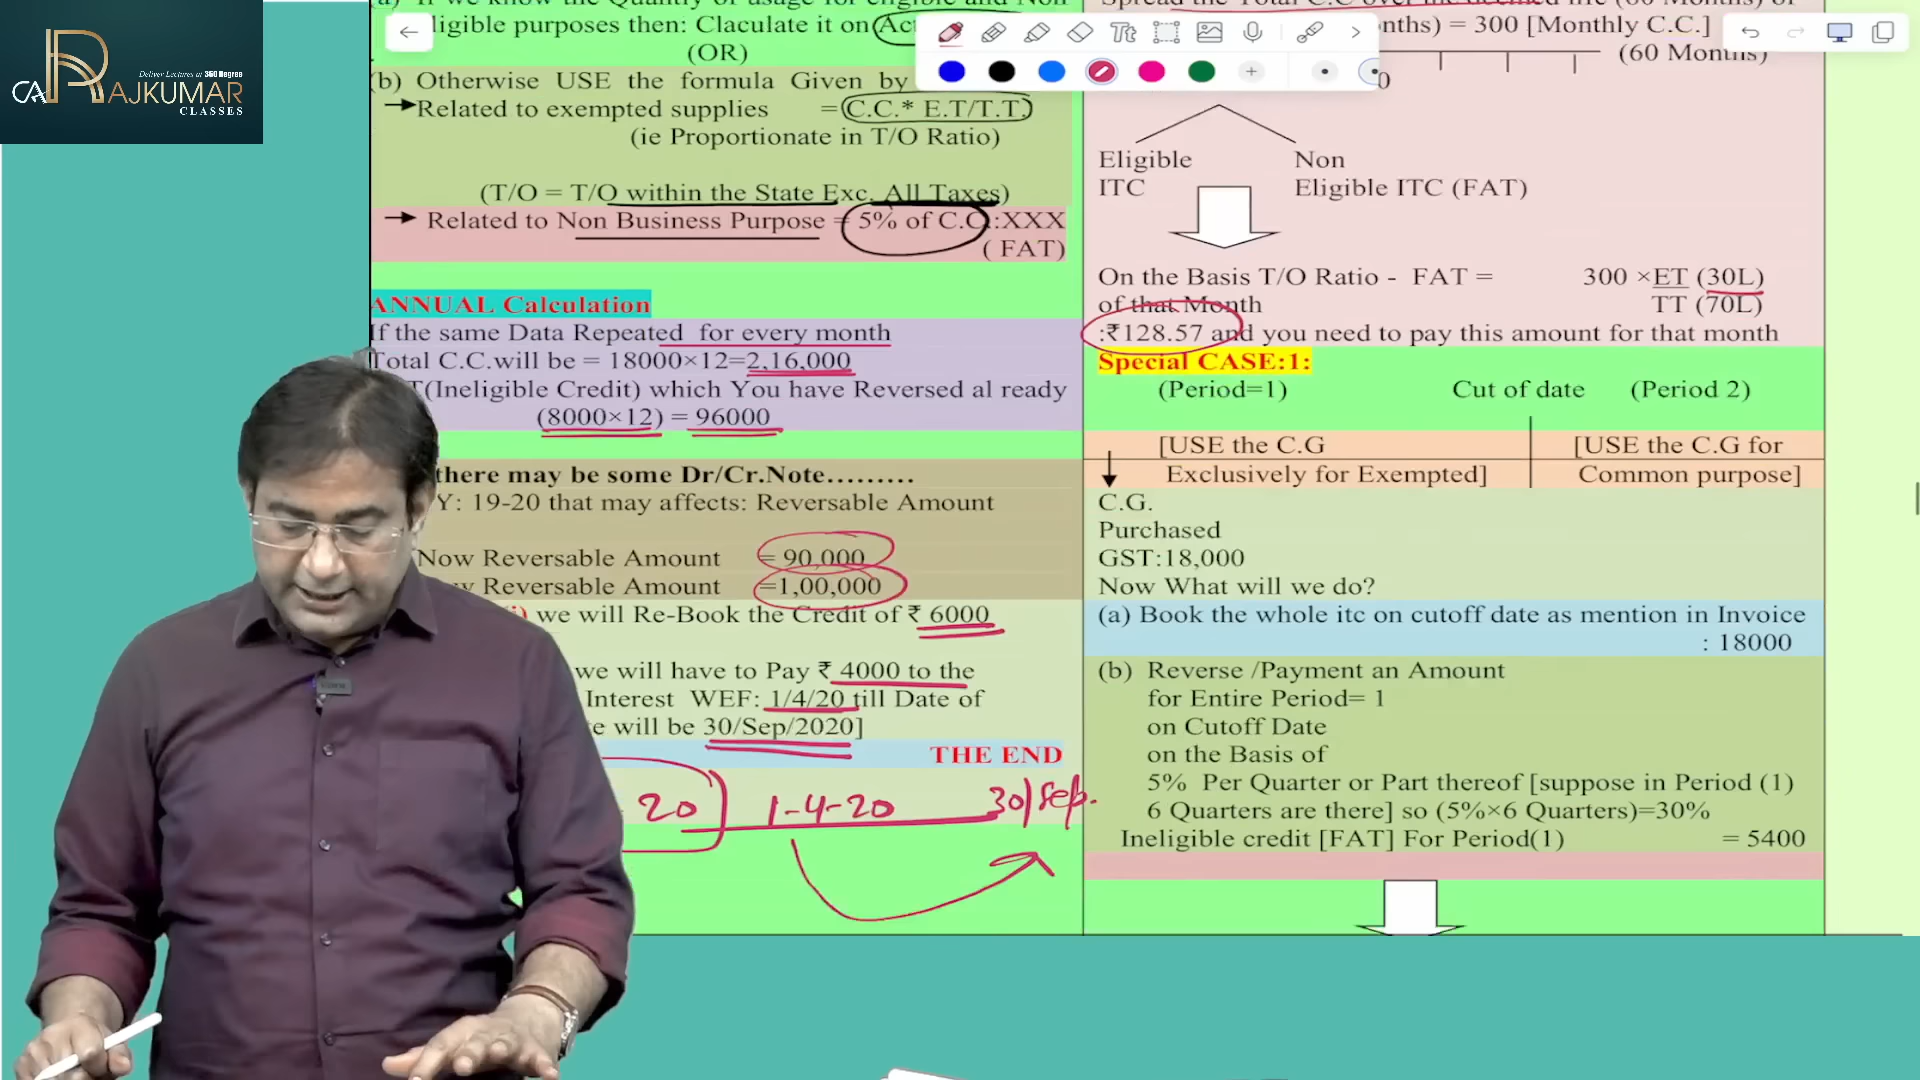 Deliver Lectures at 360 Degree
CA RAJKUMAR
CLASSES
ligible purposes then: Claculate it on Act
(OR)
(b) Otherwise USE the formula Given by
Related to exempted supplies = C.C.* E.T/T.T.)
(ie Proportionate in T/O Ratio)
(T/O = T/O within the State Exc. All Taxes)
Related to Non Business Purpose = 5% of C.C.:XXX
( FAT)
ANNUAL Calculation
If the same Data Repeated for every month
Total C.C.will be = 18000×12=2,16,000
(Ineligible Credit) which You have Reversed al ready
(8000×12) = 96000
there may be some Dr/Cr.Note………
Y: 19-20 that may affects: Reversable Amount
Now Reversable Amount = 90,000
w Reversable Amount =1,00,000
we will Re-Book the Credit of ₹ 6000
we will have to Pay ₹ 4000 to the
Interest WEF: 1/4/20 till Date of
e will be 30/Sep/2020]
THE END
20 1-4-20 30/Sep.
Spread the Total C.C over the deemed life (60 Months) of
nths) = 300 [Monthly C.C.]
(60 Months)
0
Eligible Non
ITC Eligible ITC (FAT)
On the Basis T/O Ratio - FAT = 300 ×ET (30L)
of that Month TT (70L)
:₹128.57 and you need to pay this amount for that month
Special CASE:1:
(Period=1) Cut of date (Period 2)
[USE the C.G [USE the C.G for
Exclusively for Exempted] Common purpose]
C.G.
Purchased
GST:18,000
Now What will we do?
(a) Book the whole itc on cutoff date as mention in Invoice
: 18000
(b) Reverse /Payment an Amount
for Entire Period= 1
on Cutoff Date
on the Basis of
5% Per Quarter or Part thereof [suppose in Period (1)
6 Quarters are there] so (5%×6 Quarters)=30%
Ineligible credit [FAT] For Period(1) = 5400